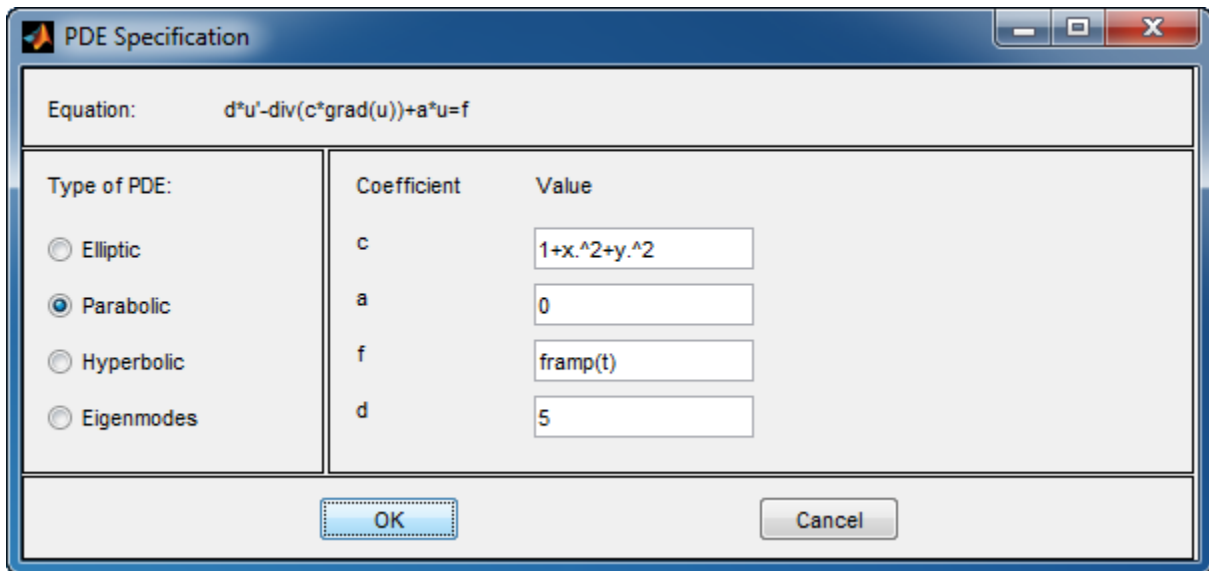 PDE Specification
Equation: d*u'-div(c*grad(u))+a*u=f
Type of PDE:
Elliptic
Parabolic
Hyperbolic
Eigenmodes
Coefficient Value
c 1+x.^2+y.^2
a 0
f framp(t)
d 5
OK Cancel